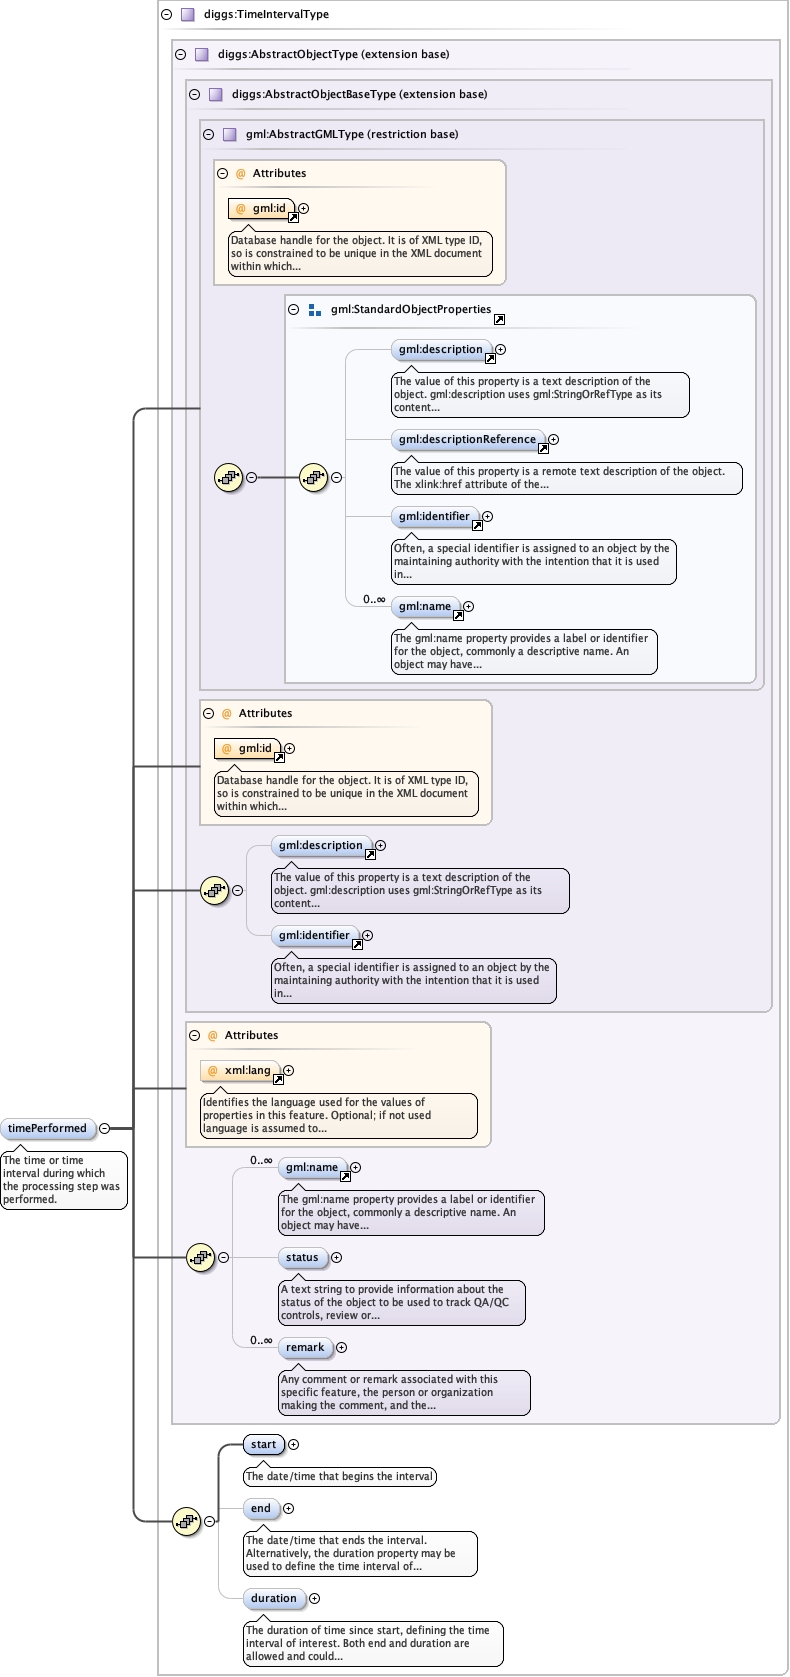 diggs:TimeIntervalType
diggs:AbstractObjectType (extension base)
diggs:AbstractObjectBaseType (extension base)
gml:AbstractGMLType (restriction base)
@ Attributes
@ gml:id
Database handle for the object. It is of XML type ID,
so is constrained to be unique in the XML document
within which...
gml:StandardObjectProperties
gml:description
The value of this property is a text description of the
object. gml:description uses gml:StringOrRefType as its
content...
gml:descriptionReference
The value of this property is a remote text description of the object.
The xlink:href attribute of the...
gml:identifier
Often, a special identifier is assigned to an object by the
maintaining authority with the intention that it is used
in...
0..∞
gml:name
The gml:name property provides a label or identifier
for the object, commonly a descriptive name. An
object may have...
@ Attributes
@ gml:id
Database handle for the object. It is of XML type ID,
so is constrained to be unique in the XML document
within which...
gml:description
The value of this property is a text description of the
object. gml:description uses gml:StringOrRefType as its
content...
gml:identifier
Often, a special identifier is assigned to an object by the
maintaining authority with the intention that it is used
in...
@ Attributes
@ xml:lang
Identifies the language used for the values of
properties in this feature. Optional; if not used
language is assumed to...
timePerformed
The time or time
interval during which
the processing step was
performed.
0..∞
gml:name
The gml:name property provides a label or identifier
for the object, commonly a descriptive name. An
object may have...
status
A text string to provide information about the
status of the object to be used to track QA/QC
controls, review or...
0..∞
remark
Any comment or remark associated with this
specific feature, the person or organization
making the comment, and the...
start
The date/time that begins the interval
end
The date/time that ends the interval.
Alternatively, the duration property may be
used to define the time interval of...
duration
The duration of time since start, defining the time
interval of interest. Both end and duration are
allowed and could...